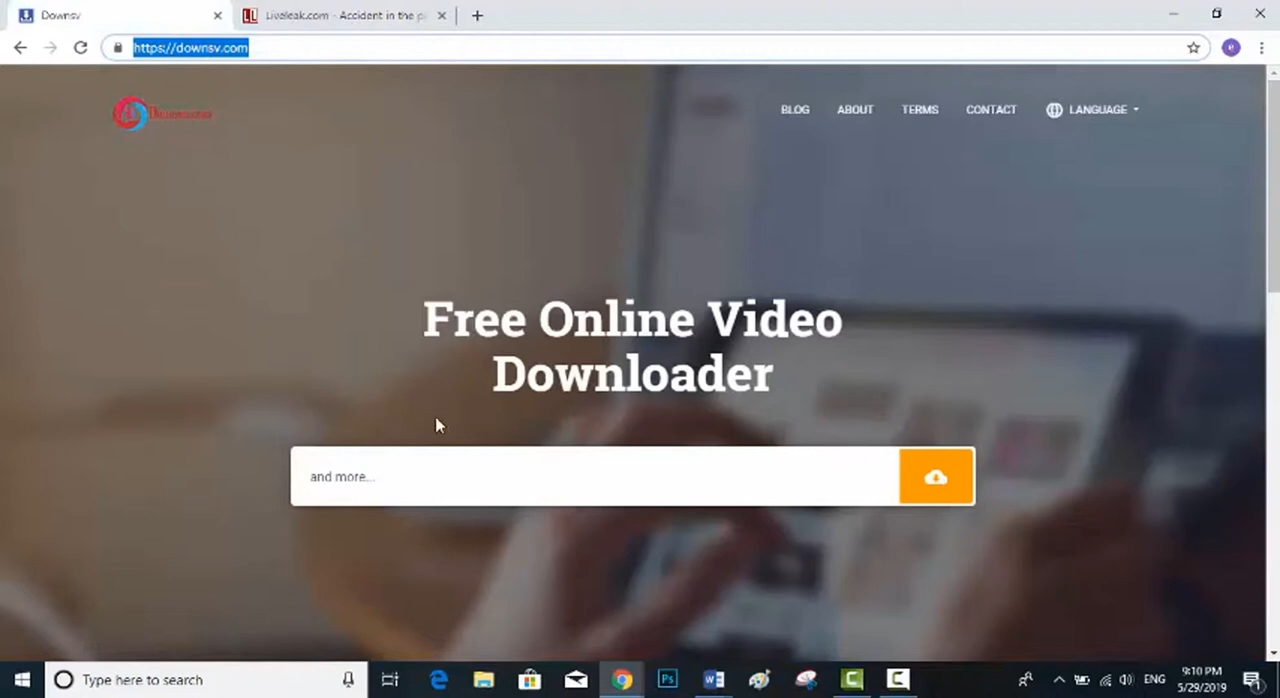 Downsv
Liveleak.com - Accident in the p
https://downsv.com
BLOG ABOUT TERMS CONTACT LANGUAGE
Free Online Video
Downloader
and more...
Type here to search
ENG
9:10 PM
5/29/2019